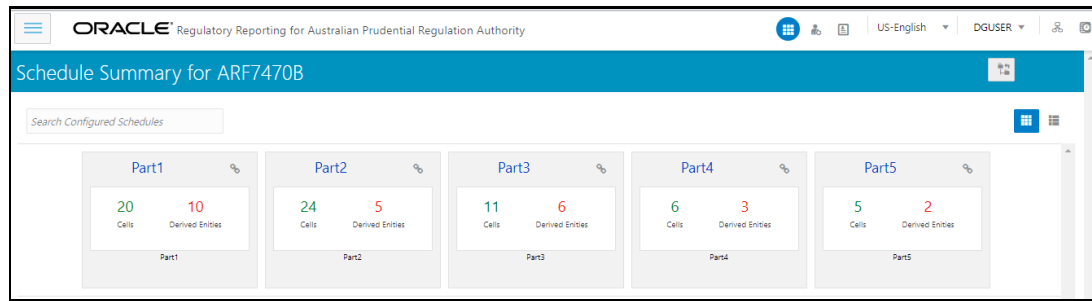 ORACLE® Regulatory Reporting for Australian Prudential Regulation Authority US-English DGUSER
Schedule Summary for ARF7470B
Search Configured Schedules
Part1 Part2 Part3 Part4 Part5
20 10 24 5 11 6 6 3 5 2
Cells Derived Enities Cells Derived Enities Cells Derived Enities Cells Derived Enities Cells Derived Enities
Part1 Part2 Part3 Part4 Part5